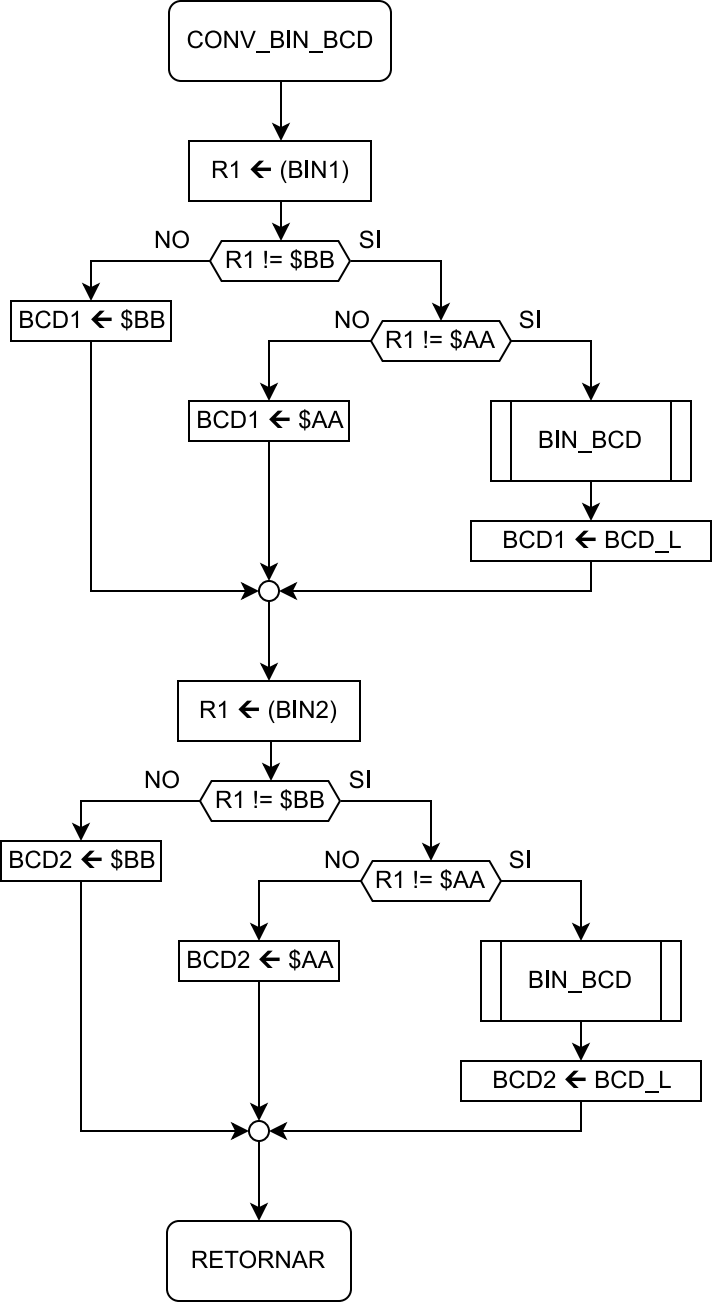 CONV_BIN_BCD
R1 🡨 (BIN1)
NO
SI
R1 != $BB
BCD1 🡨 $BB
NO
SI
R1 != $AA
BCD1 🡨 $AA
BIN_BCD
BCD1 🡨 BCD_L
R1 🡨 (BIN2)
NO
SI
R1 != $BB
BCD2 🡨 $BB
NO
SI
R1 != $AA
BCD2 🡨 $AA
BIN_BCD
BCD2 🡨 BCD_L
RETORNAR